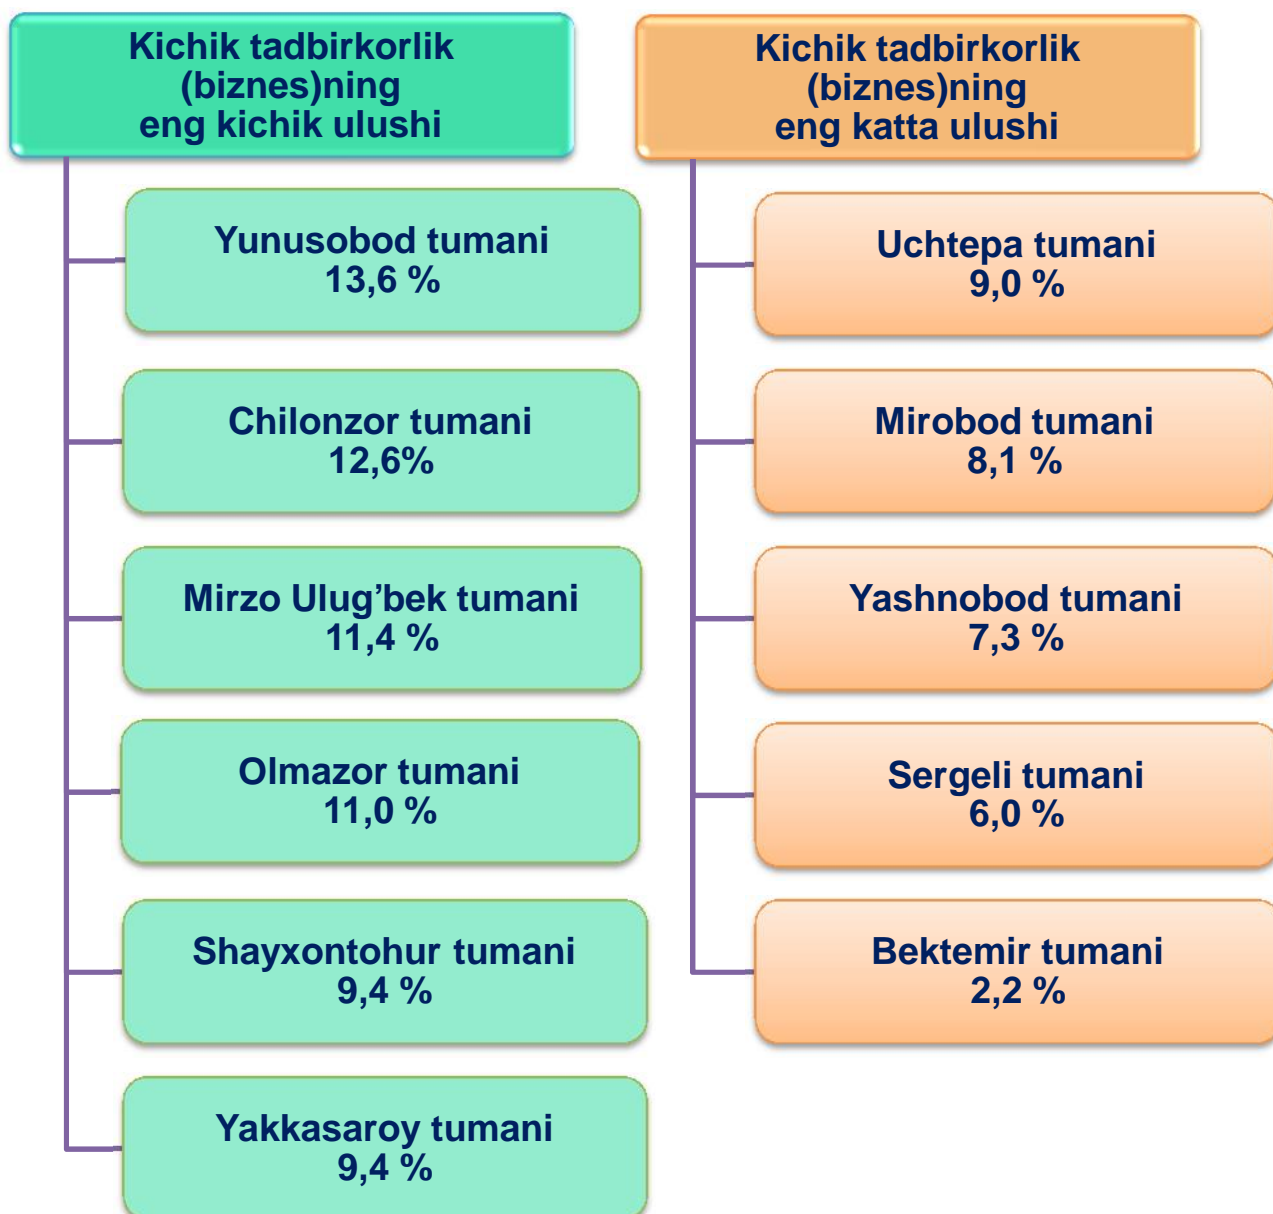 Kichik tadbirkorlik
(biznes)ning
eng kichik ulushi
Yunusobod tumani
13,6 %
Chilonzor tumani
12,6%
Mirzo Ulug’bek tumani
11,4 %
Olmazor tumani
11,0 %
Shayxontohur tumani
9,4 %
Yakkasaroy tumani
9,4 %
Kichik tadbirkorlik
(biznes)ning
eng katta ulushi
Uchtepa tumani
9,0 %
Mirobod tumani
8,1 %
Yashnobod tumani
7,3 %
Sergeli tumani
6,0 %
Bektemir tumani
2,2 %